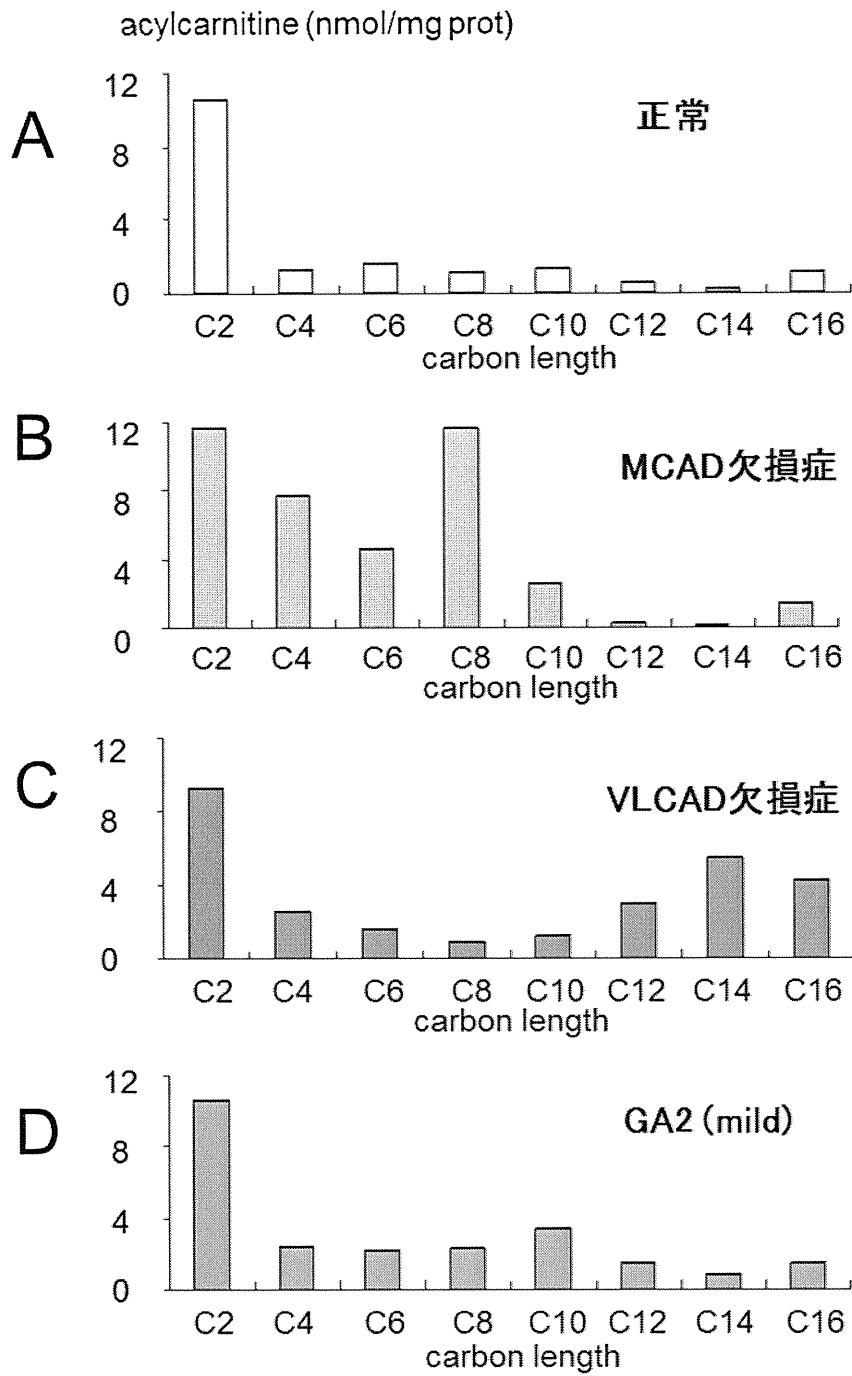 acylcarnitine (nmol/mg prot)
A
正常
12
8
4
0
C2 C4 C6 C8 C10 C12 C14 C16
carbon length
B
MCAD欠損症
12
8
4
0
C2 C4 C6 C8 C10 C12 C14 C16
carbon length
C
VLCAD欠損症
12
8
4
0
C2 C4 C6 C8 C10 C12 C14 C16
carbon length
D
GA2 (mild)
12
8
4
0
C2 C4 C6 C8 C10 C12 C14 C16
carbon length